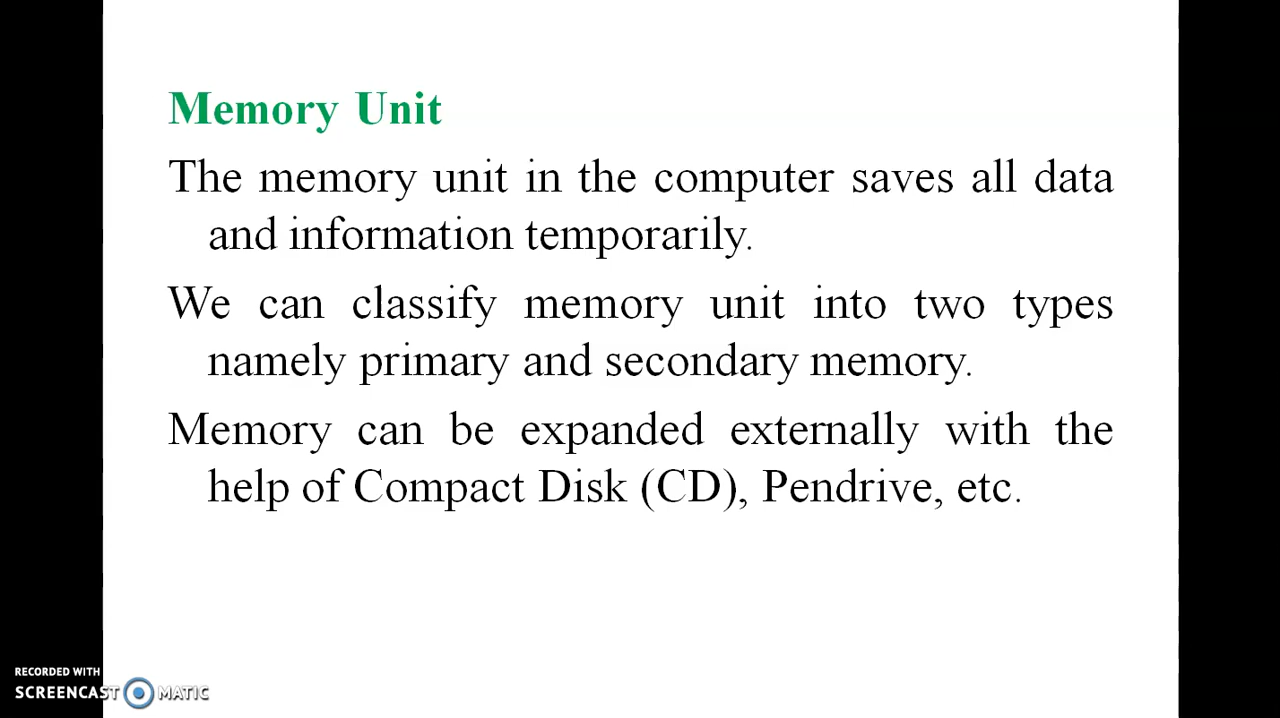 Memory Unit
The memory unit in the computer saves all data
and information temporarily.
We can classify memory unit into two types
namely primary and secondary memory.
Memory can be expanded externally with the
help of Compact Disk (CD), Pendrive, etc.
RECORDED WITH
SCREENCAST MATIC